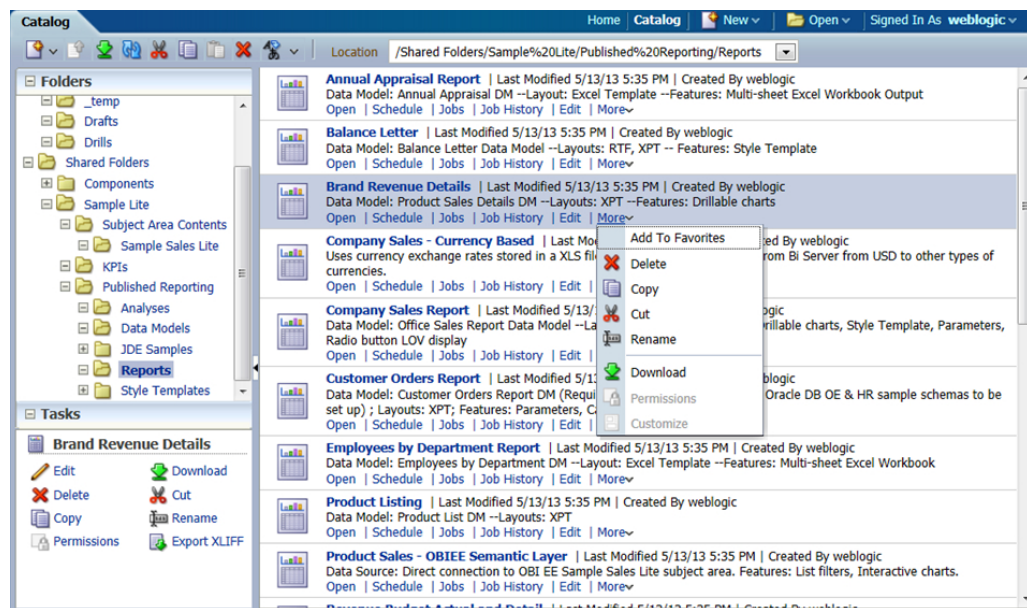 Catalog
Home Catalog New Open Signed In As weblogic
Location /Shared Folders/Sample%20Lite/Published%20Reporting/Reports
Folders
_temp
Drafts
Drills
Shared Folders
Components
Sample Lite
Subject Area Contents
Sample Sales Lite
KPIs
Published Reporting
Analyses
Data Models
JDE Samples
Reports
Style Templates
Tasks
Brand Revenue Details
Edit Download
Delete Cut
Copy Rename
Permissions Export XLIFF
Annual Appraisal Report | Last Modified 5/13/13 5:35 PM | Created By weblogic
Data Model: Annual Appraisal DM --Layout: Excel Template --Features: Multi-sheet Excel Workbook Output
Open | Schedule | Jobs | Job History | Edit | More
Balance Letter | Last Modified 5/13/13 5:35 PM | Created By weblogic
Data Model: Balance Letter Data Model --Layouts: RTF, XPT -- Features: Style Template
Open | Schedule | Jobs | Job History | Edit | More
Brand Revenue Details | Last Modified 5/13/13 5:35 PM | Created By weblogic
Data Model: Product Sales Details DM --Layouts: XPT --Features: Drillable charts
Open | Schedule | Jobs | Job History | Edit | More
Company Sales - Currency Based | Last Mo ed By weblogic
Uses currency exchange rates stored in a XLS fil rom Bi Server from USD to other types of
currencies.
Open | Schedule | Jobs | Job History | Edit |
Company Sales Report | Last Modified 5/13/ ogic
Data Model: Office Sales Report Data Model --La rillable charts, Style Template, Parameters,
Radio button LOV display
Open | Schedule | Jobs | Job History | Edit |
Customer Orders Report | Last Modified 5/1 blogic
Data Model: Customer Orders Report DM (Requi Oracle DB OE & HR sample schemas to be
set up) ; Layouts: XPT; Features: Parameters, C
Open | Schedule | Jobs | Job History | Edit |
Add To Favorites
Delete
Copy
Cut
Rename
Download
Permissions
Customize
Employees by Department Report | Last Modified 5/13/13 5:35 PM | Created By weblogic
Data Model: Employees by Department DM --Layout: Excel Template --Features: Multi-sheet Excel Workbook
Open | Schedule | Jobs | Job History | Edit | More
Product Listing | Last Modified 5/13/13 5:35 PM | Created By weblogic
Data Model: Product List DM --Layouts: XPT
Open | Schedule | Jobs | Job History | Edit | More
Product Sales - OBIEE Semantic Layer | Last Modified 5/13/13 5:35 PM | Created By weblogic
Data Source: Direct connection to OBI EE Sample Sales Lite subject area. Features: List filters, Interactive charts.
Open | Schedule | Jobs | Job History | Edit | More